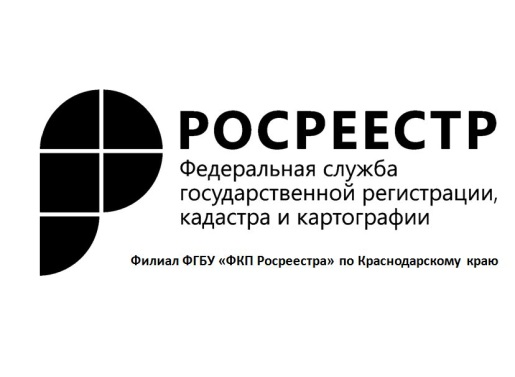 РОСРЕЕСТР
Федеральная служба
государственной регистрации,
кадастра и картографии
Филиал ФГБУ «ФКП Росреестра» по Краснодарскому краю